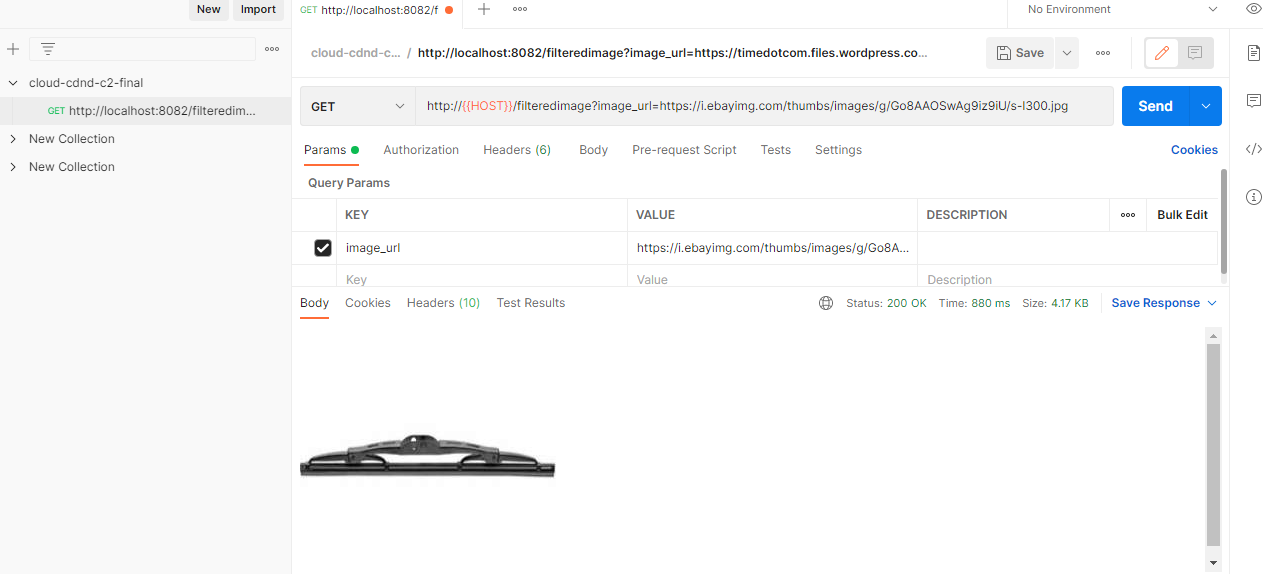 New Import GET http://localhost:8082/f No Environment
cloud-cdnd-c... / http://localhost:8082/filteredimage?image_url=https://timedotcom.files.wordpress.co... Save
cloud-cdnd-c2-final
GET http://localhost:8082/filteredim...
New Collection
New Collection
GET http://{{HOST}}/filteredimage?image_url=https://i.ebayimg.com/thumbs/images/g/Go8AAOSwAg9iz9iU/s-l300.jpg Send
Params Authorization Headers (6) Body Pre-request Script Tests Settings Cookies
Query Params
KEY VALUE DESCRIPTION Bulk Edit
image_url https://i.ebayimg.com/thumbs/images/g/Go8A...
Key Value Description
Body Cookies Headers (10) Test Results Status: 200 OK Time: 880 ms Size: 4.17 KB Save Response